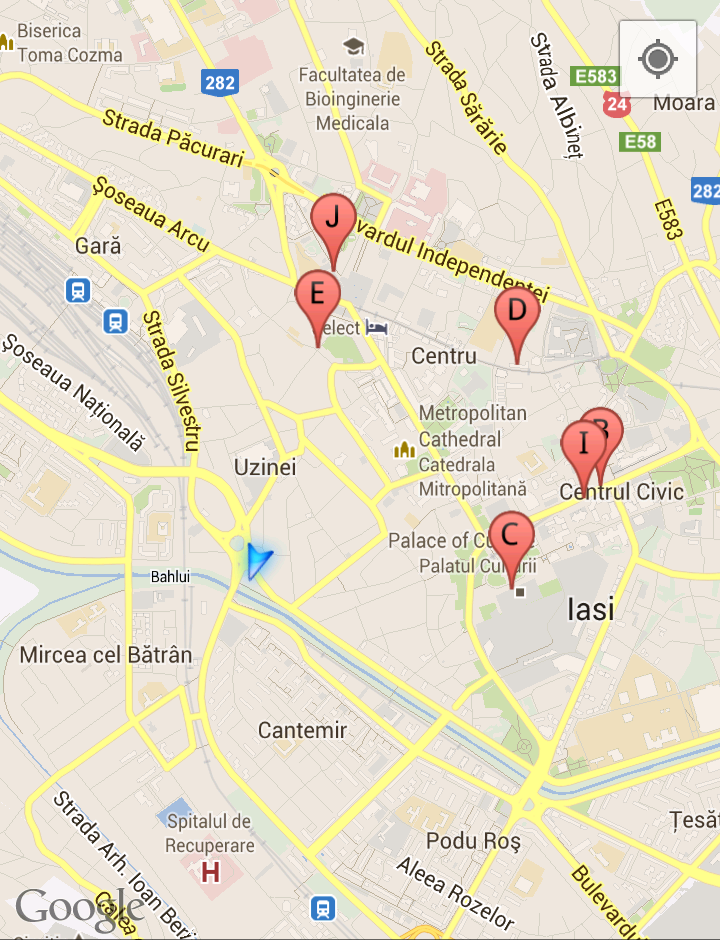 Biserica
Toma Cozma
282
Facultatea de
Bioinginerie
Medicala
Strada Sărărie
Strada Albineț
E583
24
Moara
E58
282
E583
Strada Păcurari
Șoseaua Arcu
Gară
J
vardul Independenței
E
elect
D
Centru
Strada Silvestru
Șoseaua Națională
Metropolitan
Cathedral
Catedrala
Mitropolitană
Uzinei
I
B
Centrul Civic
C
Palace of Cu e
Palatul Culturii
Bahlui
Iasi
Mircea cel Bătrân
Cantemir
Spitalul de
Recuperare
H
Podu Roș
Țesăt
Strada Arh. Ioan Beri
Aleea Rozelor
Bulevardu
Google
Calea